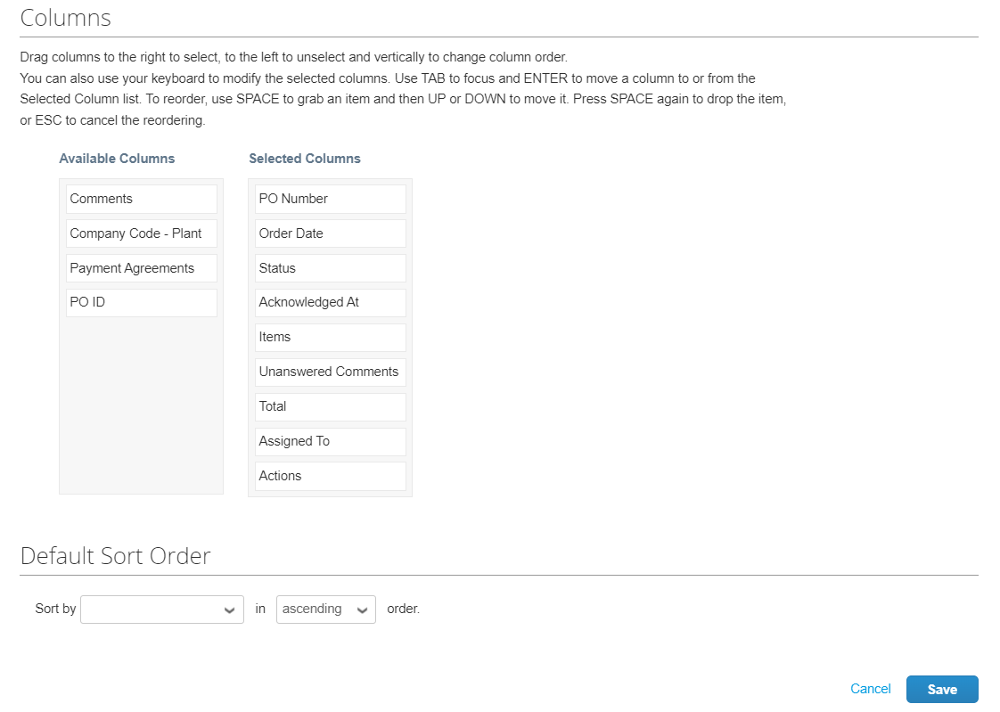 Columns
Drag columns to the right to select, to the left to unselect and vertically to change column order.
You can also use your keyboard to modify the selected columns. Use TAB to focus and ENTER to move a column to or from the
Selected Column list. To reorder, use SPACE to grab an item and then UP or DOWN to move it. Press SPACE again to drop the item,
or ESC to cancel the reordering.
Available Columns
Comments
Company Code - Plant
Payment Agreements
PO ID
Selected Columns
PO Number
Order Date
Status
Acknowledged At
Items
Unanswered Comments
Total
Assigned To
Actions
Default Sort Order
Sort by in ascending order.
Cancel Save